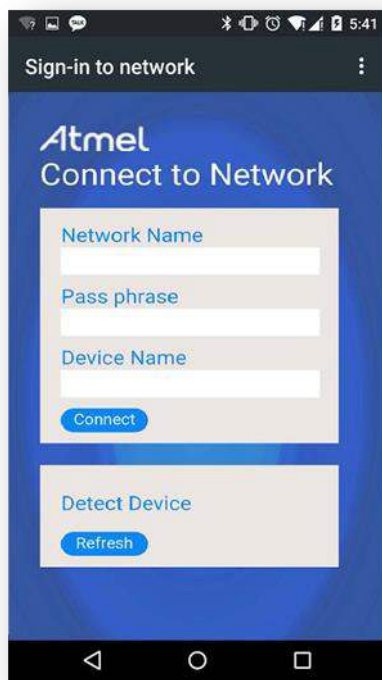 TALK
5:41
Sign-in to network
Atmel
Connect to Network
Network Name
Pass phrase
Device Name
Connect
Detect Device
Refresh